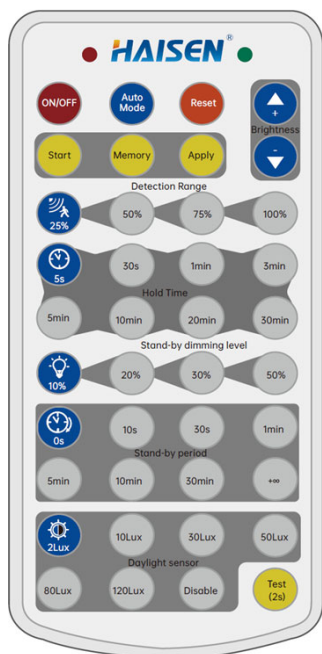 HAISEN®
ON/OFF
Auto
Mode
Reset
+
Brightness
-
Start
Memory
Apply
Detection Range
25%
50%
75%
100%
5s
30s
1min
3min
Hold Time
5min
10min
20min
30min
Stand-by dimming level
10%
20%
30%
50%
0s
10s
30s
1min
Stand-by period
5min
10min
30min
+∞
2Lux
10Lux
30Lux
50Lux
Daylight sensor
80Lux
120Lux
Disable
Test
(2s)